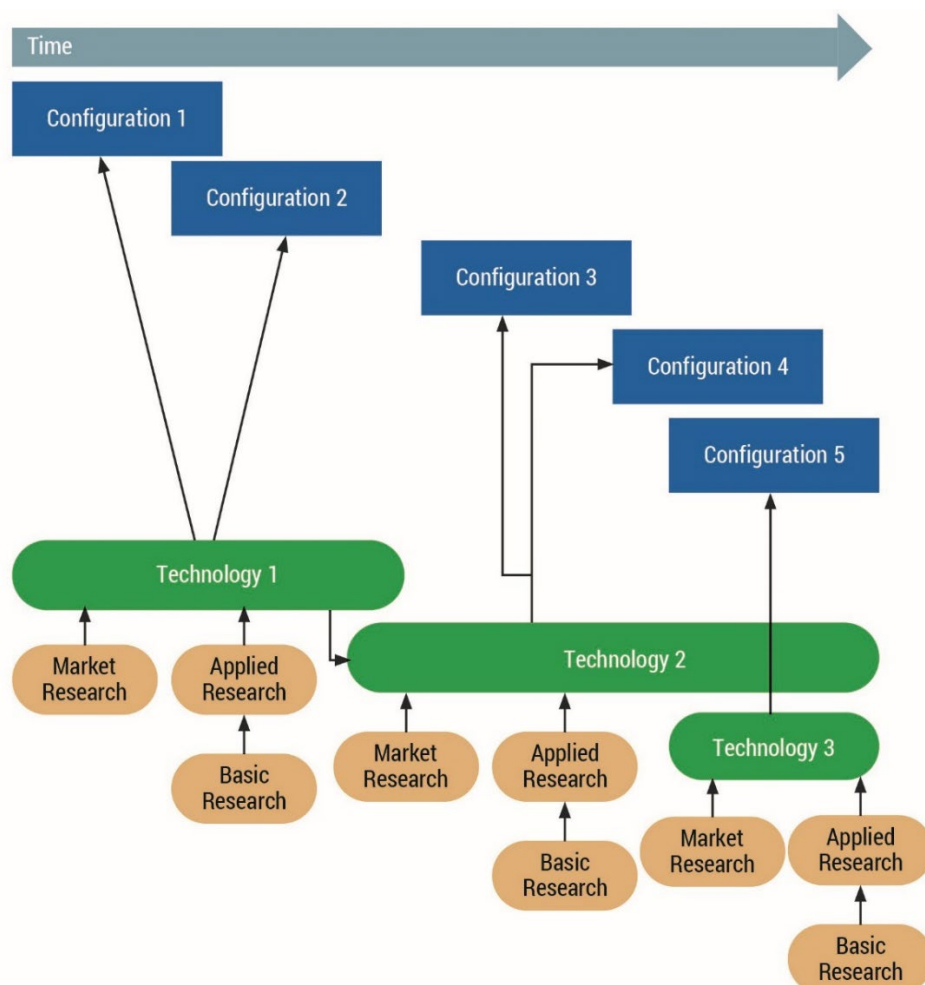 Time
Configuration 1
Configuration 2
Configuration 3
Configuration 4
Configuration 5
Technology 1
Market
Research
Applied
Research
Basic
Research
Technology 2
Market
Research
Applied
Research
Basic
Research
Technology 3
Market
Research
Applied
Research
Basic
Research